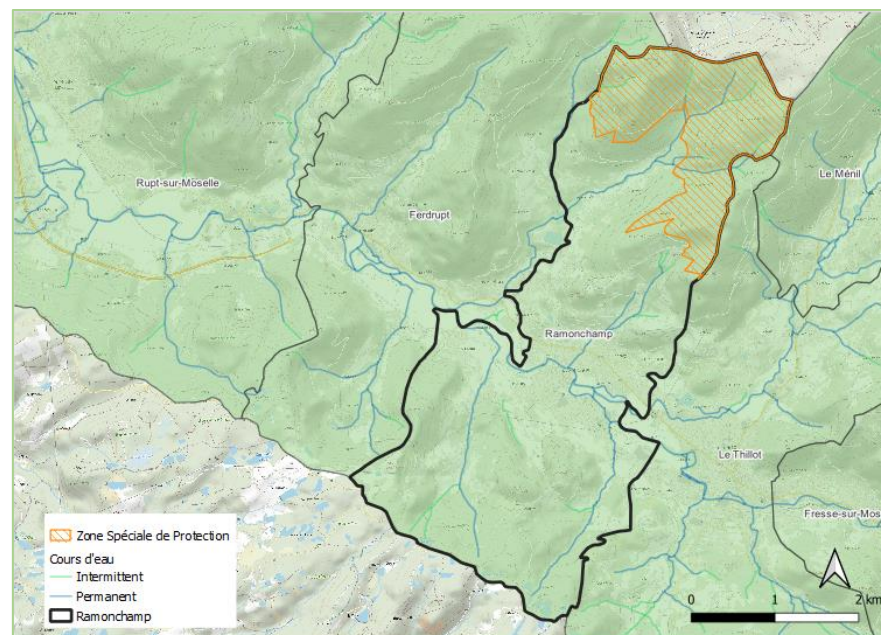 Rupt-sur-Moselle
Ferdrupt
Le Ménil
Ramonchamp
Le Thillot
Fresse-sur-Mos
Zone Spéciale de Protection
Cours d'eau
Intermittent
Permanent
Ramonchamp
0 1 2 km